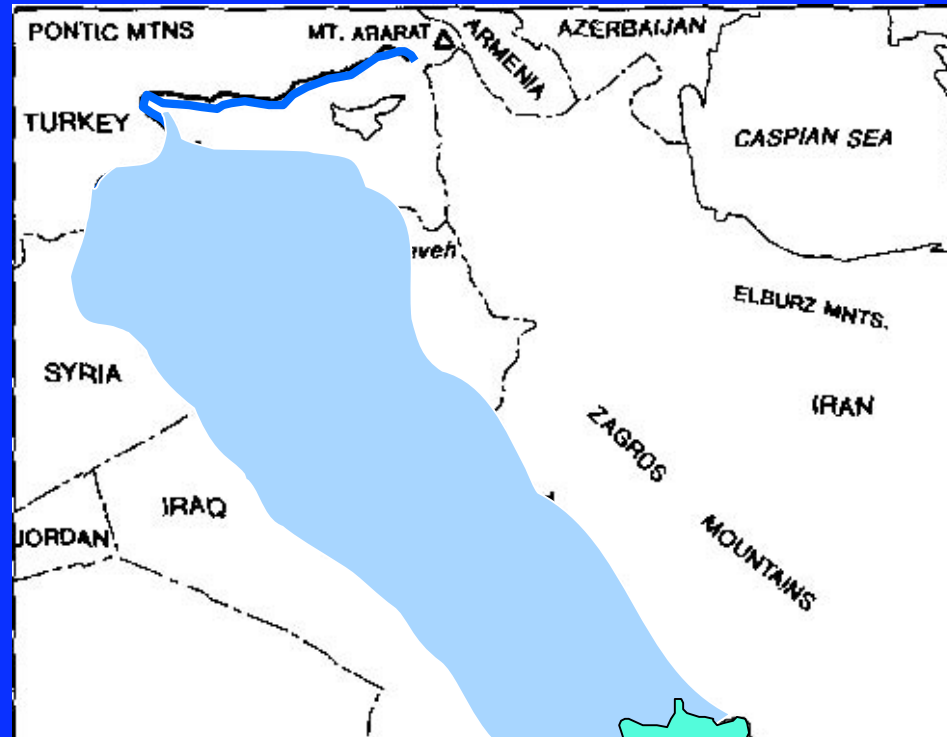 PONTIC MTNS
MT. ARARAT
ARMENIA
AZERBAIJAN
TURKEY
CASPIAN SEA
ELBURZ MNTS.
SYRIA
IRAN
ZAGROS
MOUNTAINS
IRAQ
JORDAN